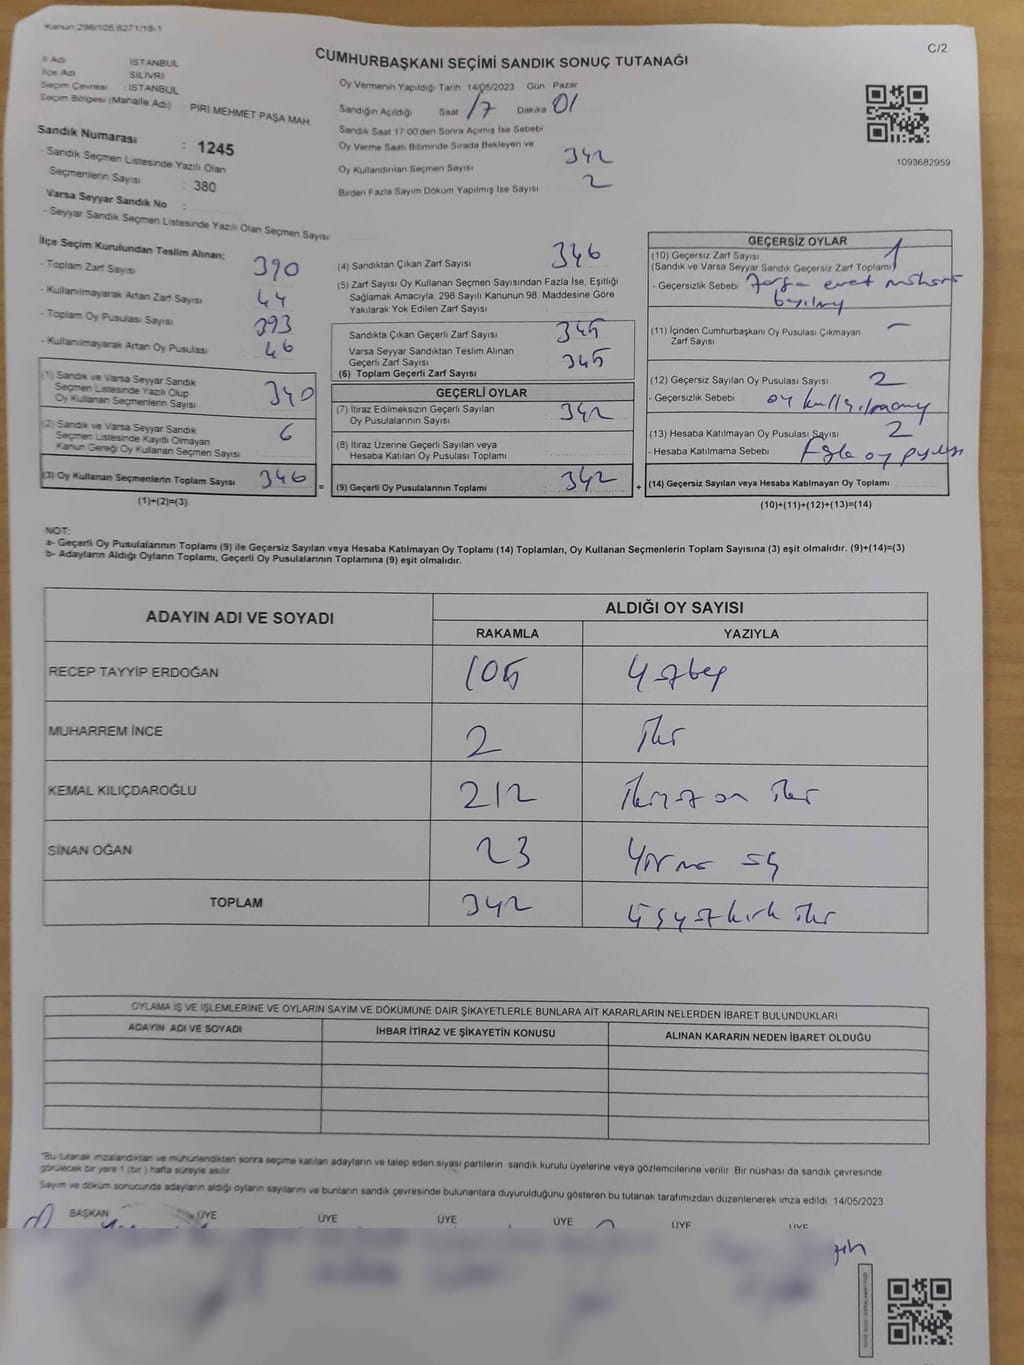 Kanun:298/108,6271/18-1
C/2
CUMHURBAŞKANI SEÇİMİ SANDIK SONUÇ TUTANAĞI
İl Adı İSTANBUL
İlçe Adı SİLİVRİ
Seçim Çevresi : İSTANBUL
Seçim Bölgesi (Mahalle Adı) PİRİ MEHMET PAŞA MAH.
Sandık Numarası : 1245
- Sandık Seçmen Listesinde Yazılı Olan
Seçmenlerin Sayısı : 380
Varsa Seyyar Sandık No :
- Seyyar Sandık Seçmen Listesinde Yazılı Olan Seçmen Sayısı
Oy Vermenin Yapıldığı Tarih 14/05/2023 Gün Pazar
Sandığın Açıldığı Saat 17 Dakika 01
Sandık Saat 17:00'den Sonra Açılmış İse Sebebi
Oy Verme Saati Bitiminde Sırada Bekleyen ve
Oy Kullandırılan Seçmen Sayısı 342
Birden Fazla Sayım Döküm Yapılmış İse Sayısı 2
1093682959
İlçe Seçim Kurulundan Teslim Alınan;
- Toplam Zarf Sayısı 390
- Kullanılmayarak Artan Zarf Sayısı 44
- Toplam Oy Pusulası Sayısı 393
- Kullanılmayarak Artan Oy Pusulası 46
(1) Sandık ve Varsa Seyyar Sandık
Seçmen Listesinde Yazılı Olup
Oy Kullanan Seçmenlerin Sayısı 340
(2) Sandık ve Varsa Seyyar Sandık
Seçmen Listesinde Kayıtlı Olmayan
Kanun Gereği Oy Kullanan Seçmen Sayısı 6
(3) Oy Kullanan Seçmenlerin Toplam Sayısı 346
(1)+(2)=(3)
(4) Sandıktan Çıkan Zarf Sayısı 346
(5) Zarf Sayısı Oy Kullanan Seçmen Sayısından Fazla İse, Eşitliği
Sağlamak Amacıyla; 298 Sayılı Kanunun 98. Maddesine Göre
Yakılarak Yok Edilen Zarf Sayısı
Sandıkta Çıkan Geçerli Zarf Sayısı 345
Varsa Seyyar Sandıktan Teslim Alınan
Geçerli Zarf Sayısı 345
(6) Toplam Geçerli Zarf Sayısı
GEÇERLİ OYLAR
(7) İtiraz Edilmeksizin Geçerli Sayılan
Oy Pusulalarının Sayısı 342
(8) İtiraz Üzerine Geçerli Sayılan veya
Hesaba Katılan Oy Pusulası Toplamı
= (9) Geçerli Oy Pusulalarının Toplamı 342 +
GEÇERSİZ OYLAR
(10) Geçersiz Zarf Sayısı 1
(Sandık ve Varsa Seyyar Sandık Geçersiz Zarf Toplamı)
- Geçersizlik Sebebi evet
(11) İçinden Cumhurbaşkanı Oy Pusulası Çıkmayan
Zarf Sayısı -
(12) Geçersiz Sayılan Oy Pusulası Sayısı 2
- Geçersizlik Sebebi oy
(13) Hesaba Katılmayan Oy Pusulası Sayısı 2
- Hesaba Katılmama Sebebi oy
(14) Geçersiz Sayılan veya Hesaba Katılmayan Oy Toplamı
(10)+(11)+(12)+(13)=(14)
NOT:
a- Geçerli Oy Pusulalarının Toplamı (9) ile Geçersiz Sayılan veya Hesaba Katılmayan Oy Toplamı (14) Toplamları, Oy Kullanan Seçmenlerin Toplam Sayısına (3) eşit olmalıdır. (9)+(14)=(3)
b- Adayların Aldığı Oyların Toplamı, Geçerli Oy Pusulalarının Toplamına (9) eşit olmalıdır.
ADAYIN ADI VE SOYADI ALDIĞI OY SAYISI
RAKAMLA YAZIYLA
RECEP TAYYİP ERDOĞAN 105 yüzbeş
MUHARREM İNCE 2 iki
KEMAL KILIÇDAROĞLU 212 ikiyüz on iki
SİNAN OĞAN 23 yirmi üç
TOPLAM 342 üçyüz kırk iki
OYLAMA İŞ VE İŞLEMLERİNE VE OYLARIN SAYIM VE DÖKÜMÜNE DAİR ŞİKAYETLERLE BUNLARA AİT KARARLARIN NELERDEN İBARET BULUNDUKLARI
ADAYIN ADI VE SOYADI İHBAR İTİRAZ VE ŞİKAYETİN KONUSU ALINAN KARARIN NEDEN İBARET OLDUĞU
*Bu tutanak imzalandıktan ve mühürlendikten sonra seçime katılan adayların ve talep eden siyasi partilerin sandık kurulu üyelerine veya gözlemcilerine verilir. Bir nüshası da sandık çevresinde
görülecek bir yere 1 (bir) hafta süreyle asılır.
Sayım ve döküm sonucunda adayların aldığı oyların sayılarını ve bunların sandık çevresinde bulunanlara duyurulduğunu gösteren bu tutanak tarafımızdan düzenlenerek imza edildi. 14/05/2023
BAŞKAN ÜYE ÜYE ÜYE ÜYE ÜYE ÜYE